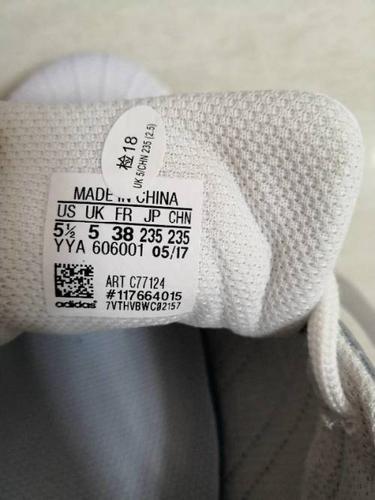 检18
UK 5/CHN 235 (2.5)
MADE IN CHINA
US UK FR JP CHN
5½ 5 38 235 235
YYA 606001 05/17
ART C77124
#117664015
adidas 7VTHVBWC02157